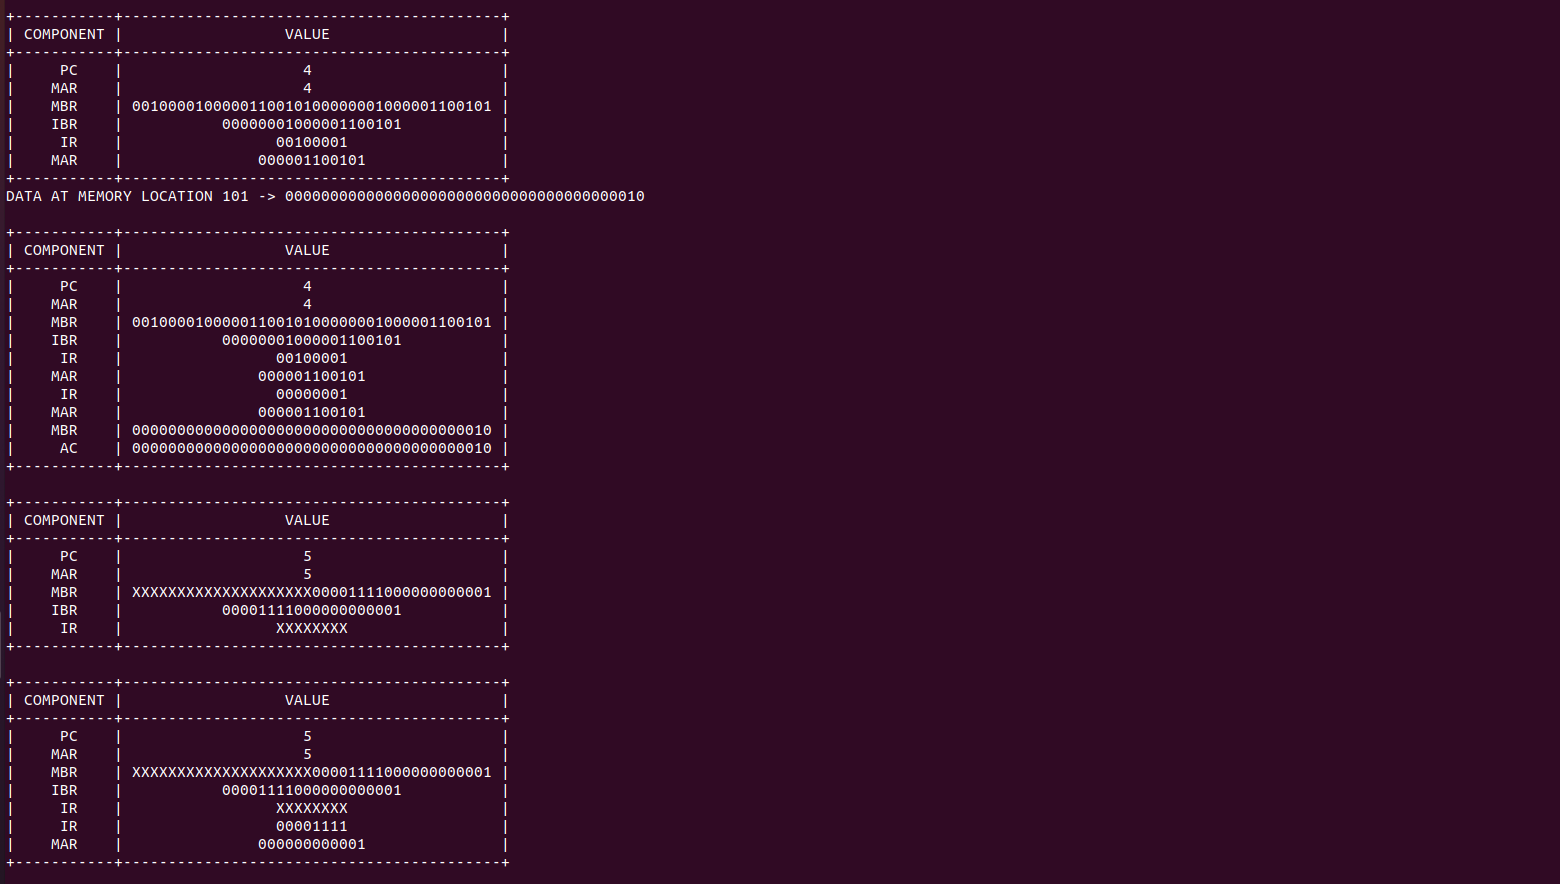 +-----------+------------------------------------------+
| COMPONENT |                  VALUE                   |
+-----------+------------------------------------------+
|     PC    |                    4                     |
|    MAR    |                    4                     |
|    MBR    | 0010000100000110010100000001000001100101 |
|    IBR    |           00000001000001100101           |
|     IR    |                 00100001                 |
|    MAR    |               000001100101               |
+-----------+------------------------------------------+
DATA AT MEMORY LOCATION 101 -> 0000000000000000000000000000000000000010
+-----------+------------------------------------------+
| COMPONENT |                  VALUE                   |
+-----------+------------------------------------------+
|     PC    |                    4                     |
|    MAR    |                    4                     |
|    MBR    | 0010000100000110010100000001000001100101 |
|    IBR    |           00000001000001100101           |
|     IR    |                 00100001                 |
|    MAR    |               000001100101               |
|     IR    |                 00000001                 |
|    MAR    |               000001100101               |
|    MBR    | 0000000000000000000000000000000000000010 |
|     AC    | 0000000000000000000000000000000000000010 |
+-----------+------------------------------------------+
+-----------+------------------------------------------+
| COMPONENT |                  VALUE                   |
+-----------+------------------------------------------+
|     PC    |                    5                     |
|    MAR    |                    5                     |
|    MBR    | XXXXXXXXXXXXXXXXXXXX00001111000000000001 |
|    IBR    |           00001111000000000001           |
|     IR    |                 XXXXXXXX                 |
+-----------+------------------------------------------+
+-----------+------------------------------------------+
| COMPONENT |                  VALUE                   |
+-----------+------------------------------------------+
|     PC    |                    5                     |
|    MAR    |                    5                     |
|    MBR    | XXXXXXXXXXXXXXXXXXXX00001111000000000001 |
|    IBR    |           00001111000000000001           |
|     IR    |                 XXXXXXXX                 |
|     IR    |                 00001111                 |
|    MAR    |               000000000001               |
+-----------+------------------------------------------+